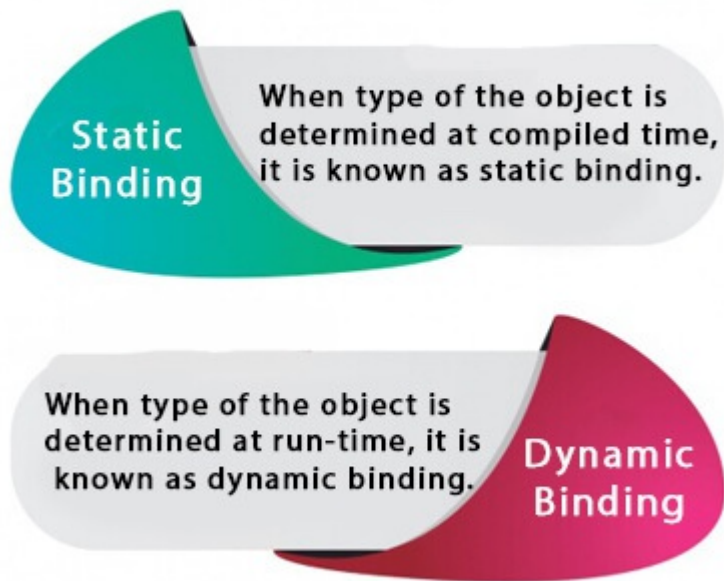 Static
Binding
When type of the object is
determined at compiled time,
it is known as static binding.
When type of the object is
determined at run-time, it is
known as dynamic binding.
Dynamic
Binding